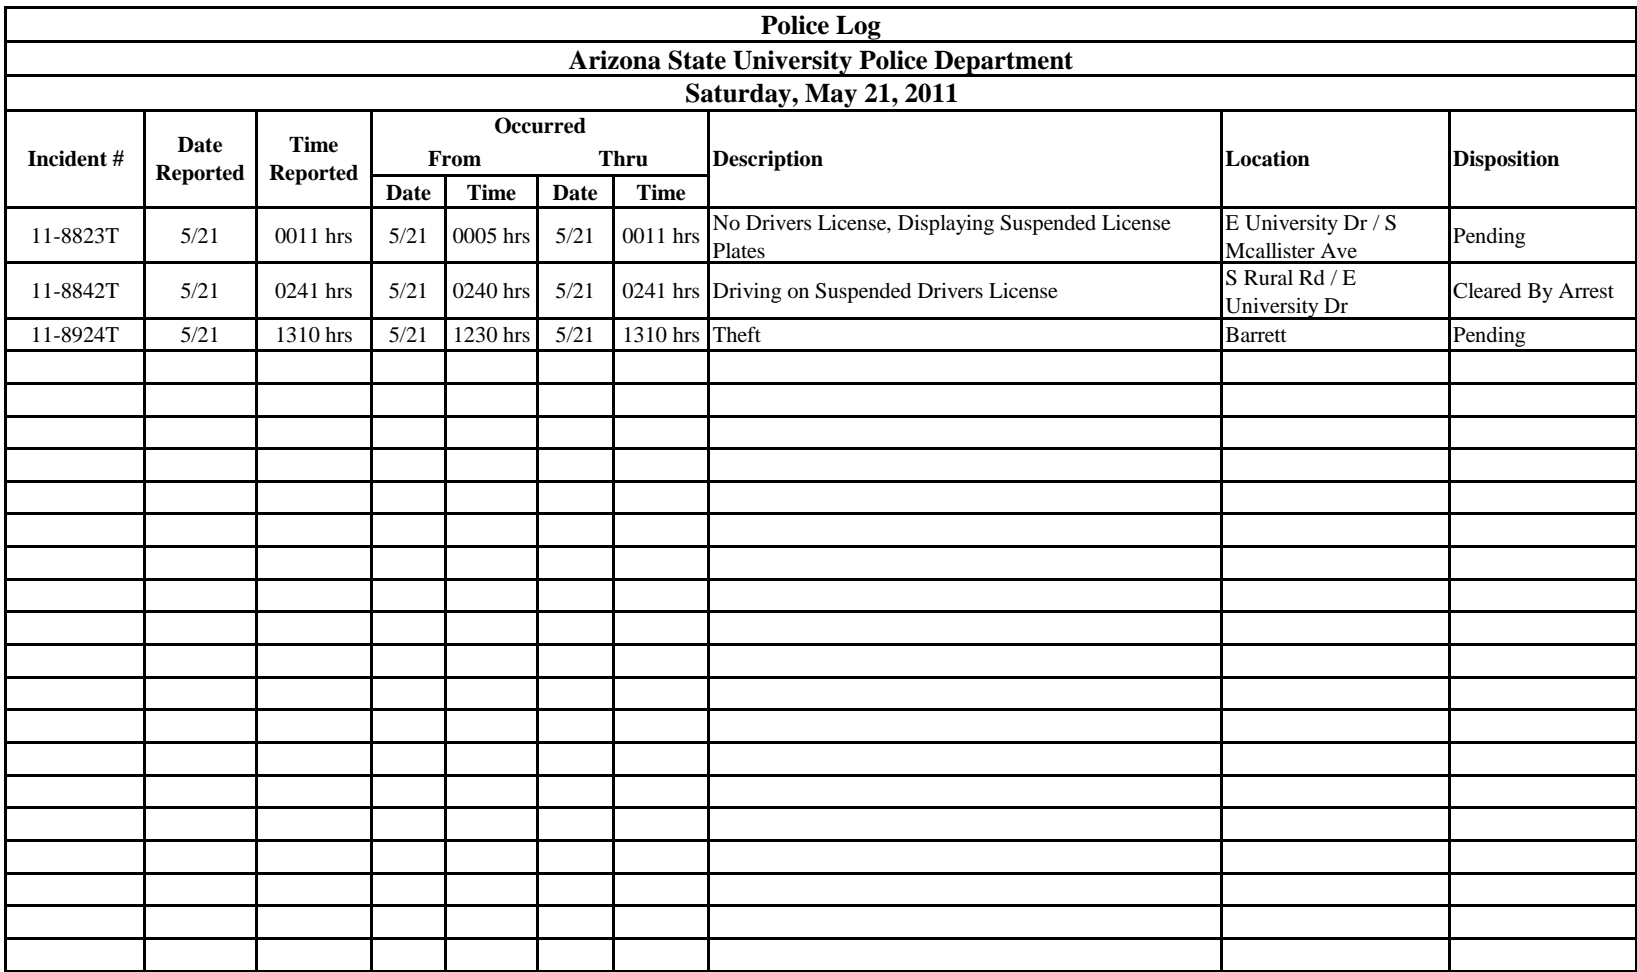 Police Log
Arizona State University Police Department
Saturday, May 21, 2011
Incident # Date Reported Time Reported Occurred Description Location Disposition
From Thru
Date Time Date Time
11-8823T 5/21 0011 hrs 5/21 0005 hrs 5/21 0011 hrs No Drivers License, Displaying Suspended License Plates E University Dr / S Mcallister Ave Pending
11-8842T 5/21 0241 hrs 5/21 0240 hrs 5/21 0241 hrs Driving on Suspended Drivers License S Rural Rd / E University Dr Cleared By Arrest
11-8924T 5/21 1310 hrs 5/21 1230 hrs 5/21 1310 hrs Theft Barrett Pending